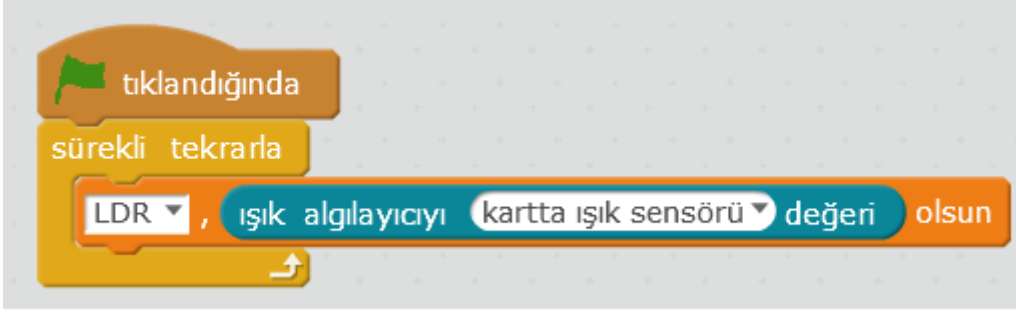 tıklandığında
sürekli tekrarla
LDR , ışık algılayıcıyı kartta ışık sensörü değeri olsun